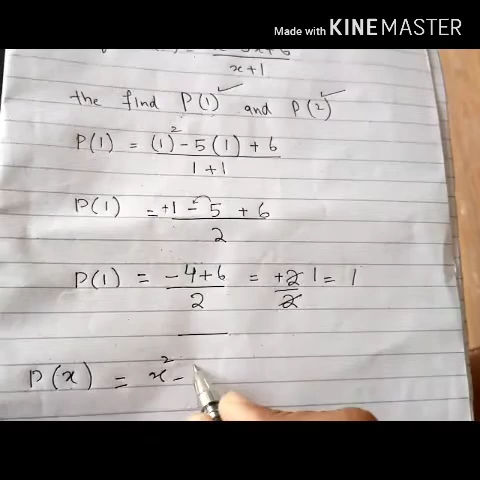 Made with KINEMASTER
x+1
the find P(1) ✓ and P(2) ✓
P(1) = (1)² - 5(1) + 6 / 1+1
P(1) = +1 - 5 + 6 / 2
P(1) = -4+6 / 2 = +2 / 2 1 = 1
P(x) = x² -